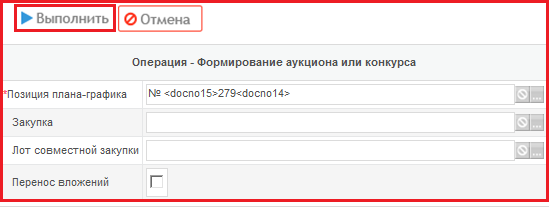 Выполнить Отмена
Операция - Формирование аукциона или конкурса
*Позиция плана-графика № <docno15>279<docno14>
Закупка
Лот совместной закупки
Перенос вложений